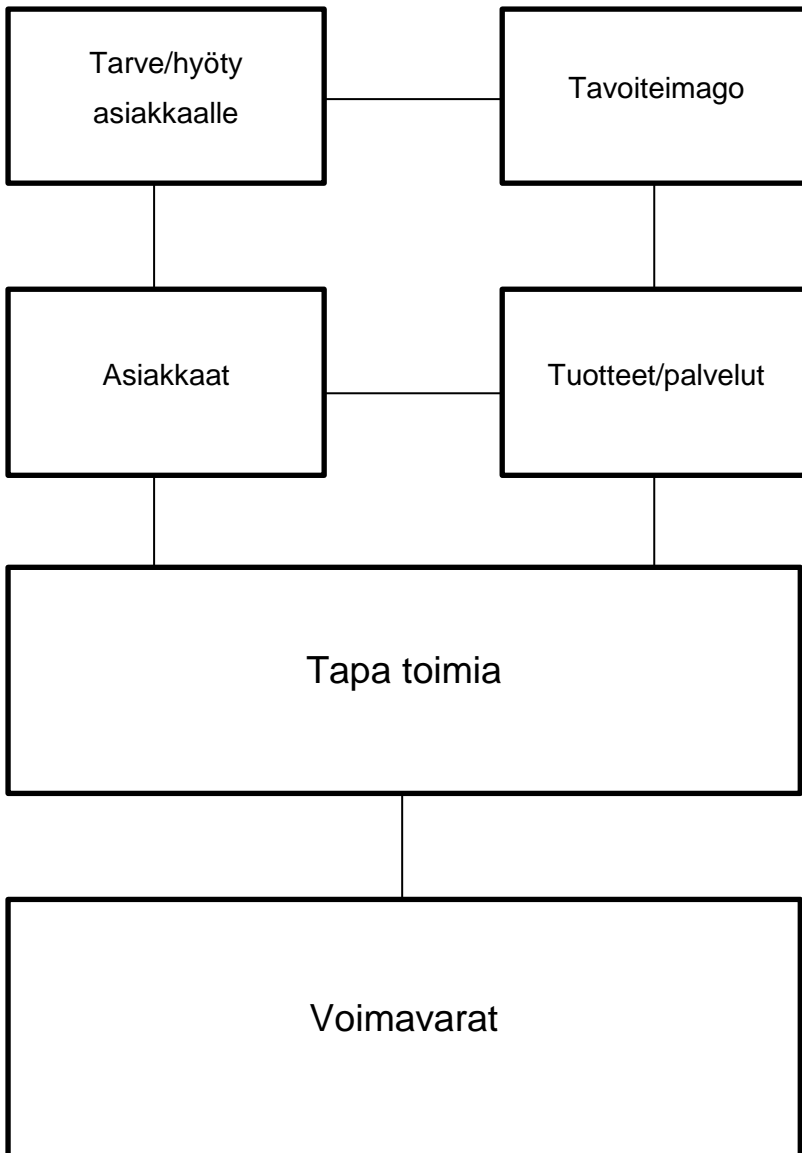 Tarve/hyöty
asiakkaalle
Tavoiteimago
Asiakkaat
Tuotteet/palvelut
Tapa toimia
Voimavarat